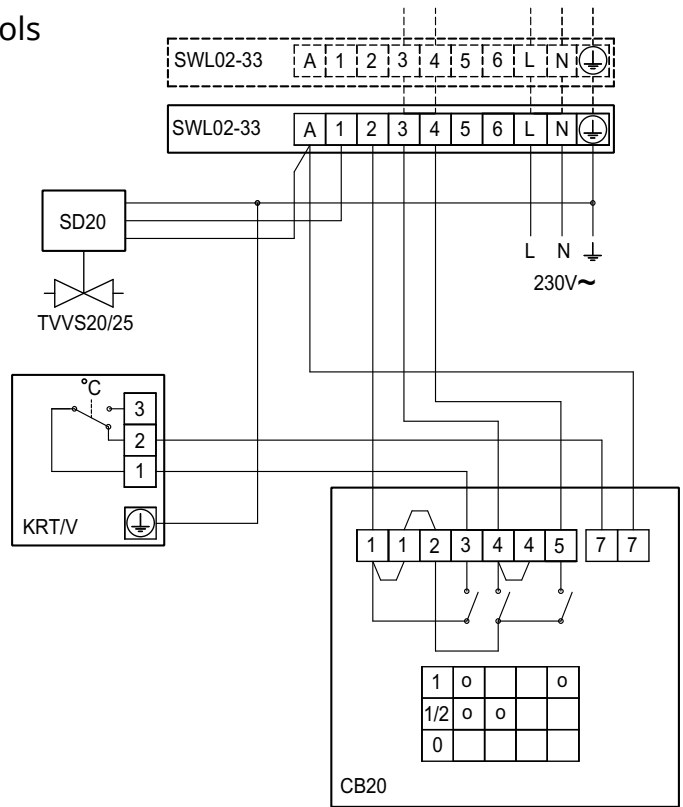 ols
SWL02-33 A 1 2 3 4 5 6 L N
SWL02-33 A 1 2 3 4 5 6 L N
SD20
L N
230V~
TVVS20/25
°C
3
2
1
KRT/V
1 1 2 3 4 4 5 7 7
1 o o
1/2 o o
0
CB20